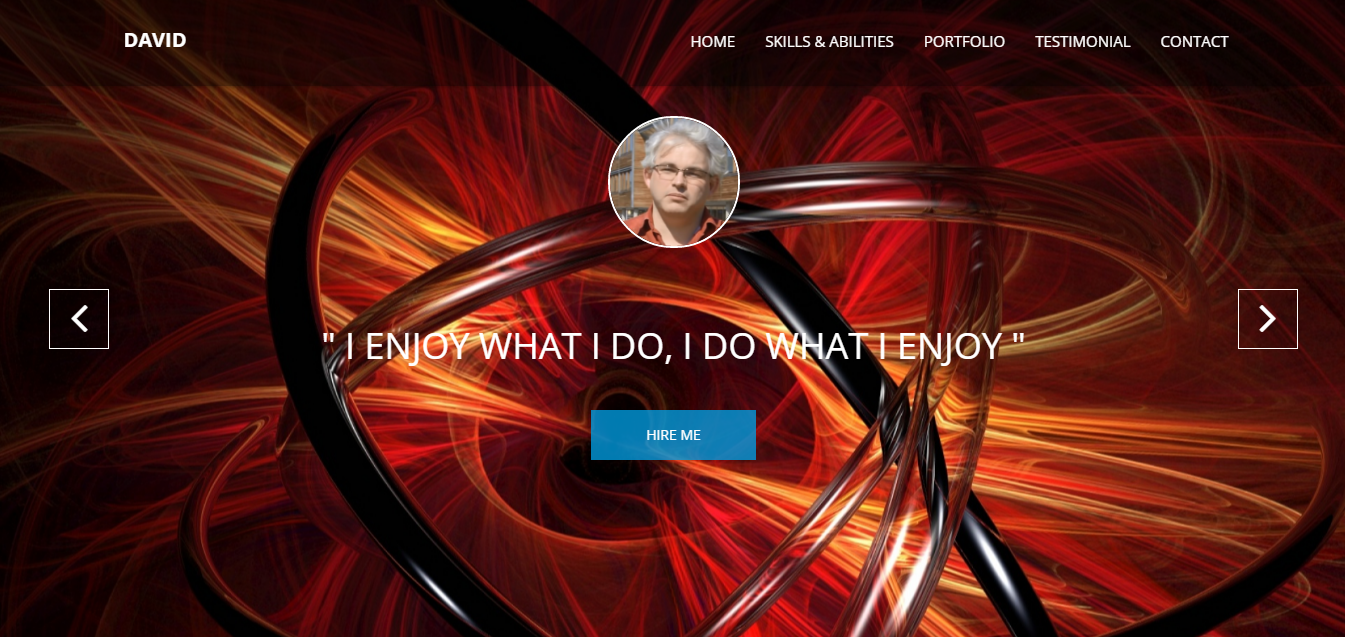 DAVID
HOME SKILLS & ABILITIES PORTFOLIO TESTIMONIAL CONTACT
" I ENJOY WHAT I DO, I DO WHAT I ENJOY "
HIRE ME